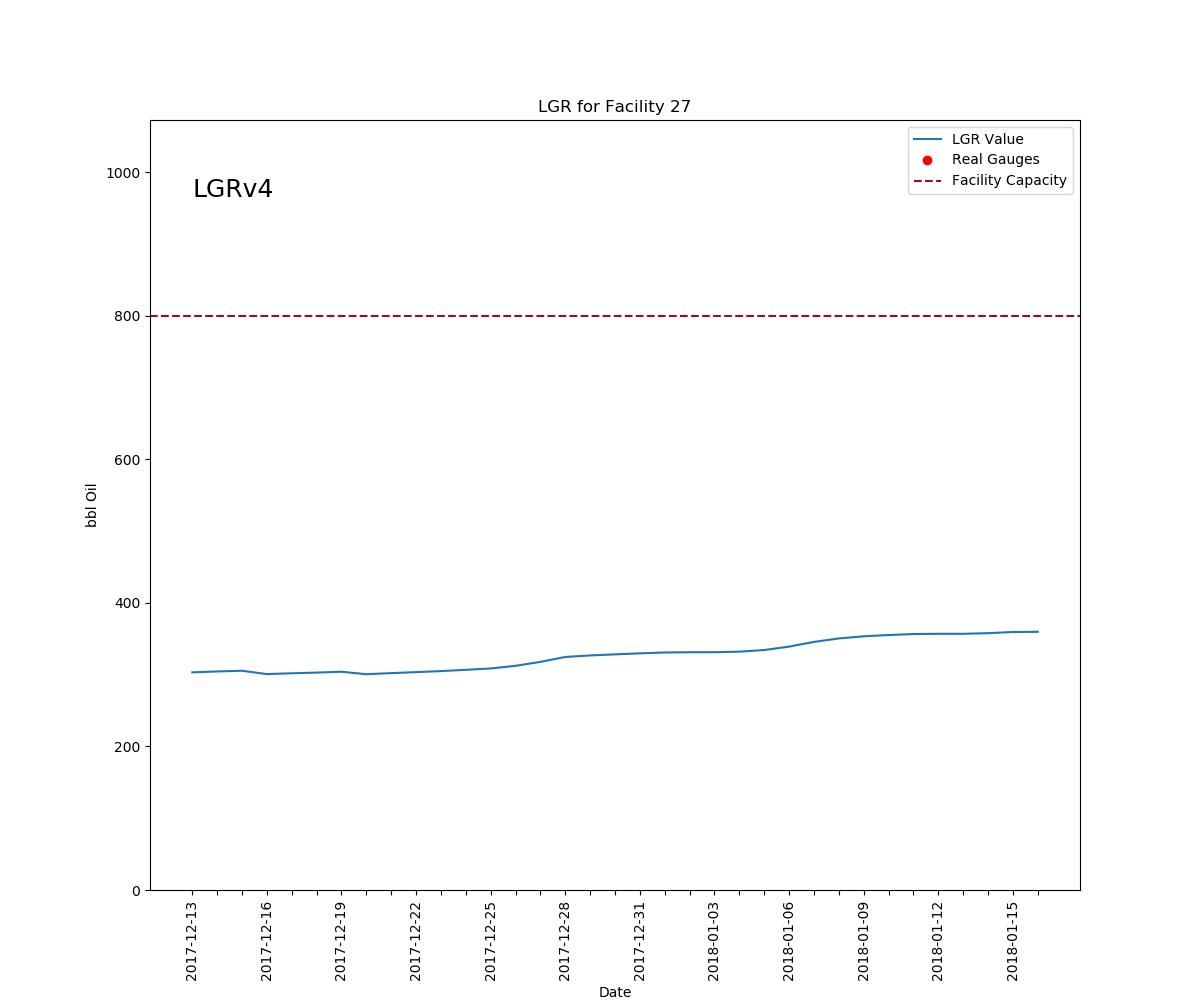 LGR for Facility 27
LGRv4
LGR Value
Real Gauges
Facility Capacity
1000
800
600
400
200
0
bbl Oil
2017-12-13
2017-12-16
2017-12-19
2017-12-22
2017-12-25
2017-12-28
2017-12-31
2018-01-03
2018-01-06
2018-01-09
2018-01-12
2018-01-15
Date